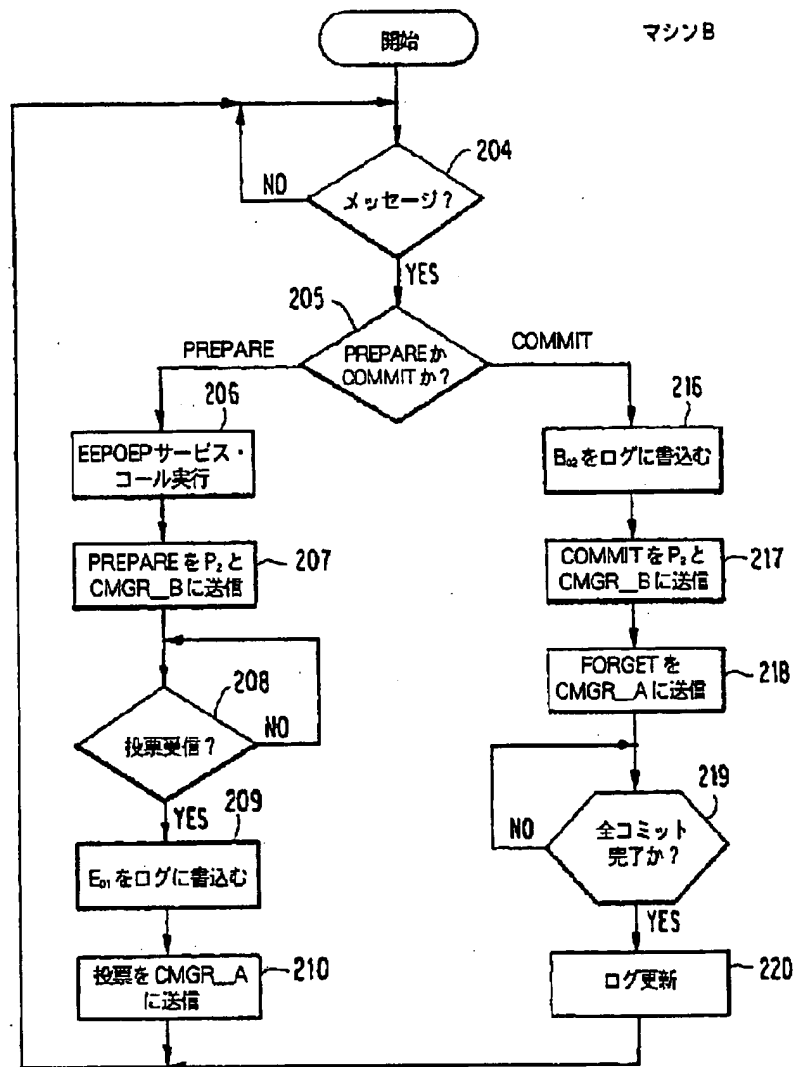 開始
マシンB
204
メッセージ?
NO
YES
205
PREPAREか
COMMITか?
PREPARE
COMMIT
206
EEPOEPサービス・
コール実行
PREPAREをP₂と
CMGR__Bに送信
207
208
投票受信?
NO
YES
209
E₀₁をログに書込む
投票をCMGR__A
に送信
210
216
B₀₂をログに書込む
COMMITをP₂と
CMGR__Bに送信
217
FORGETを
CMGR__Aに送信
218
219
全コミット
完了か?
NO
YES
ログ更新
220